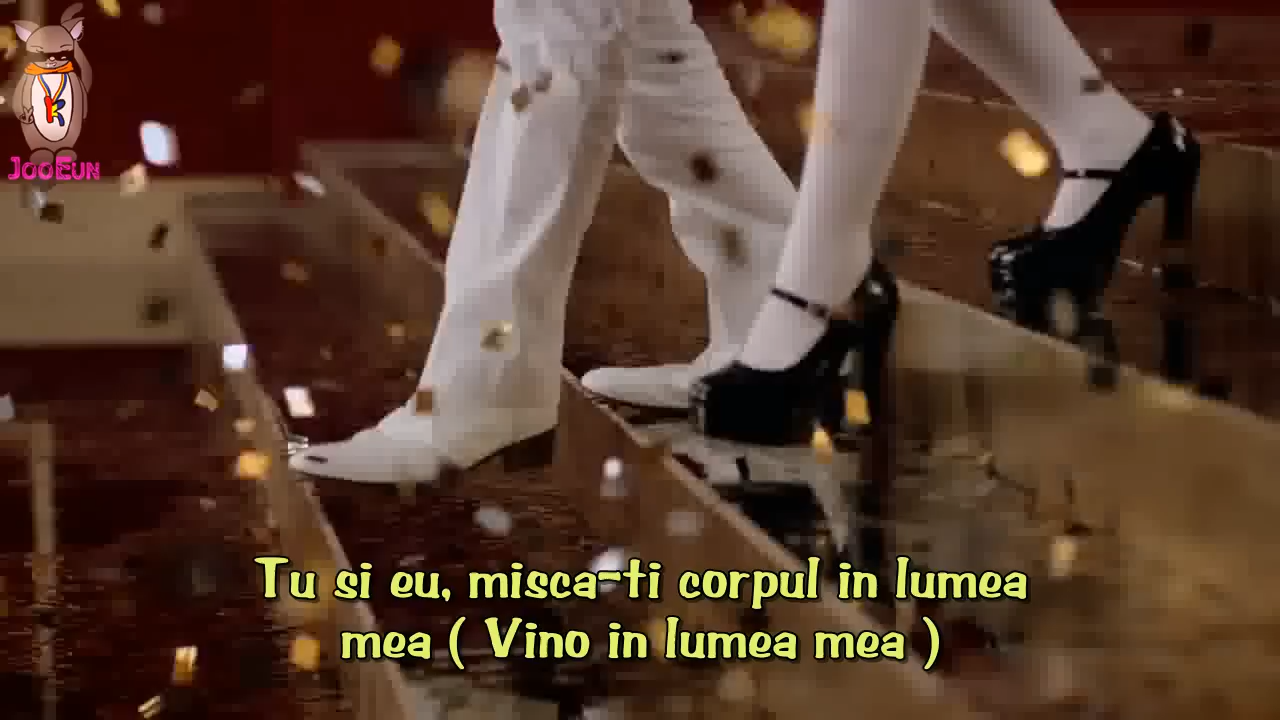 K
JooEun
Tu si eu, misca-ti corpul in lumea
mea ( Vino in lumea mea )